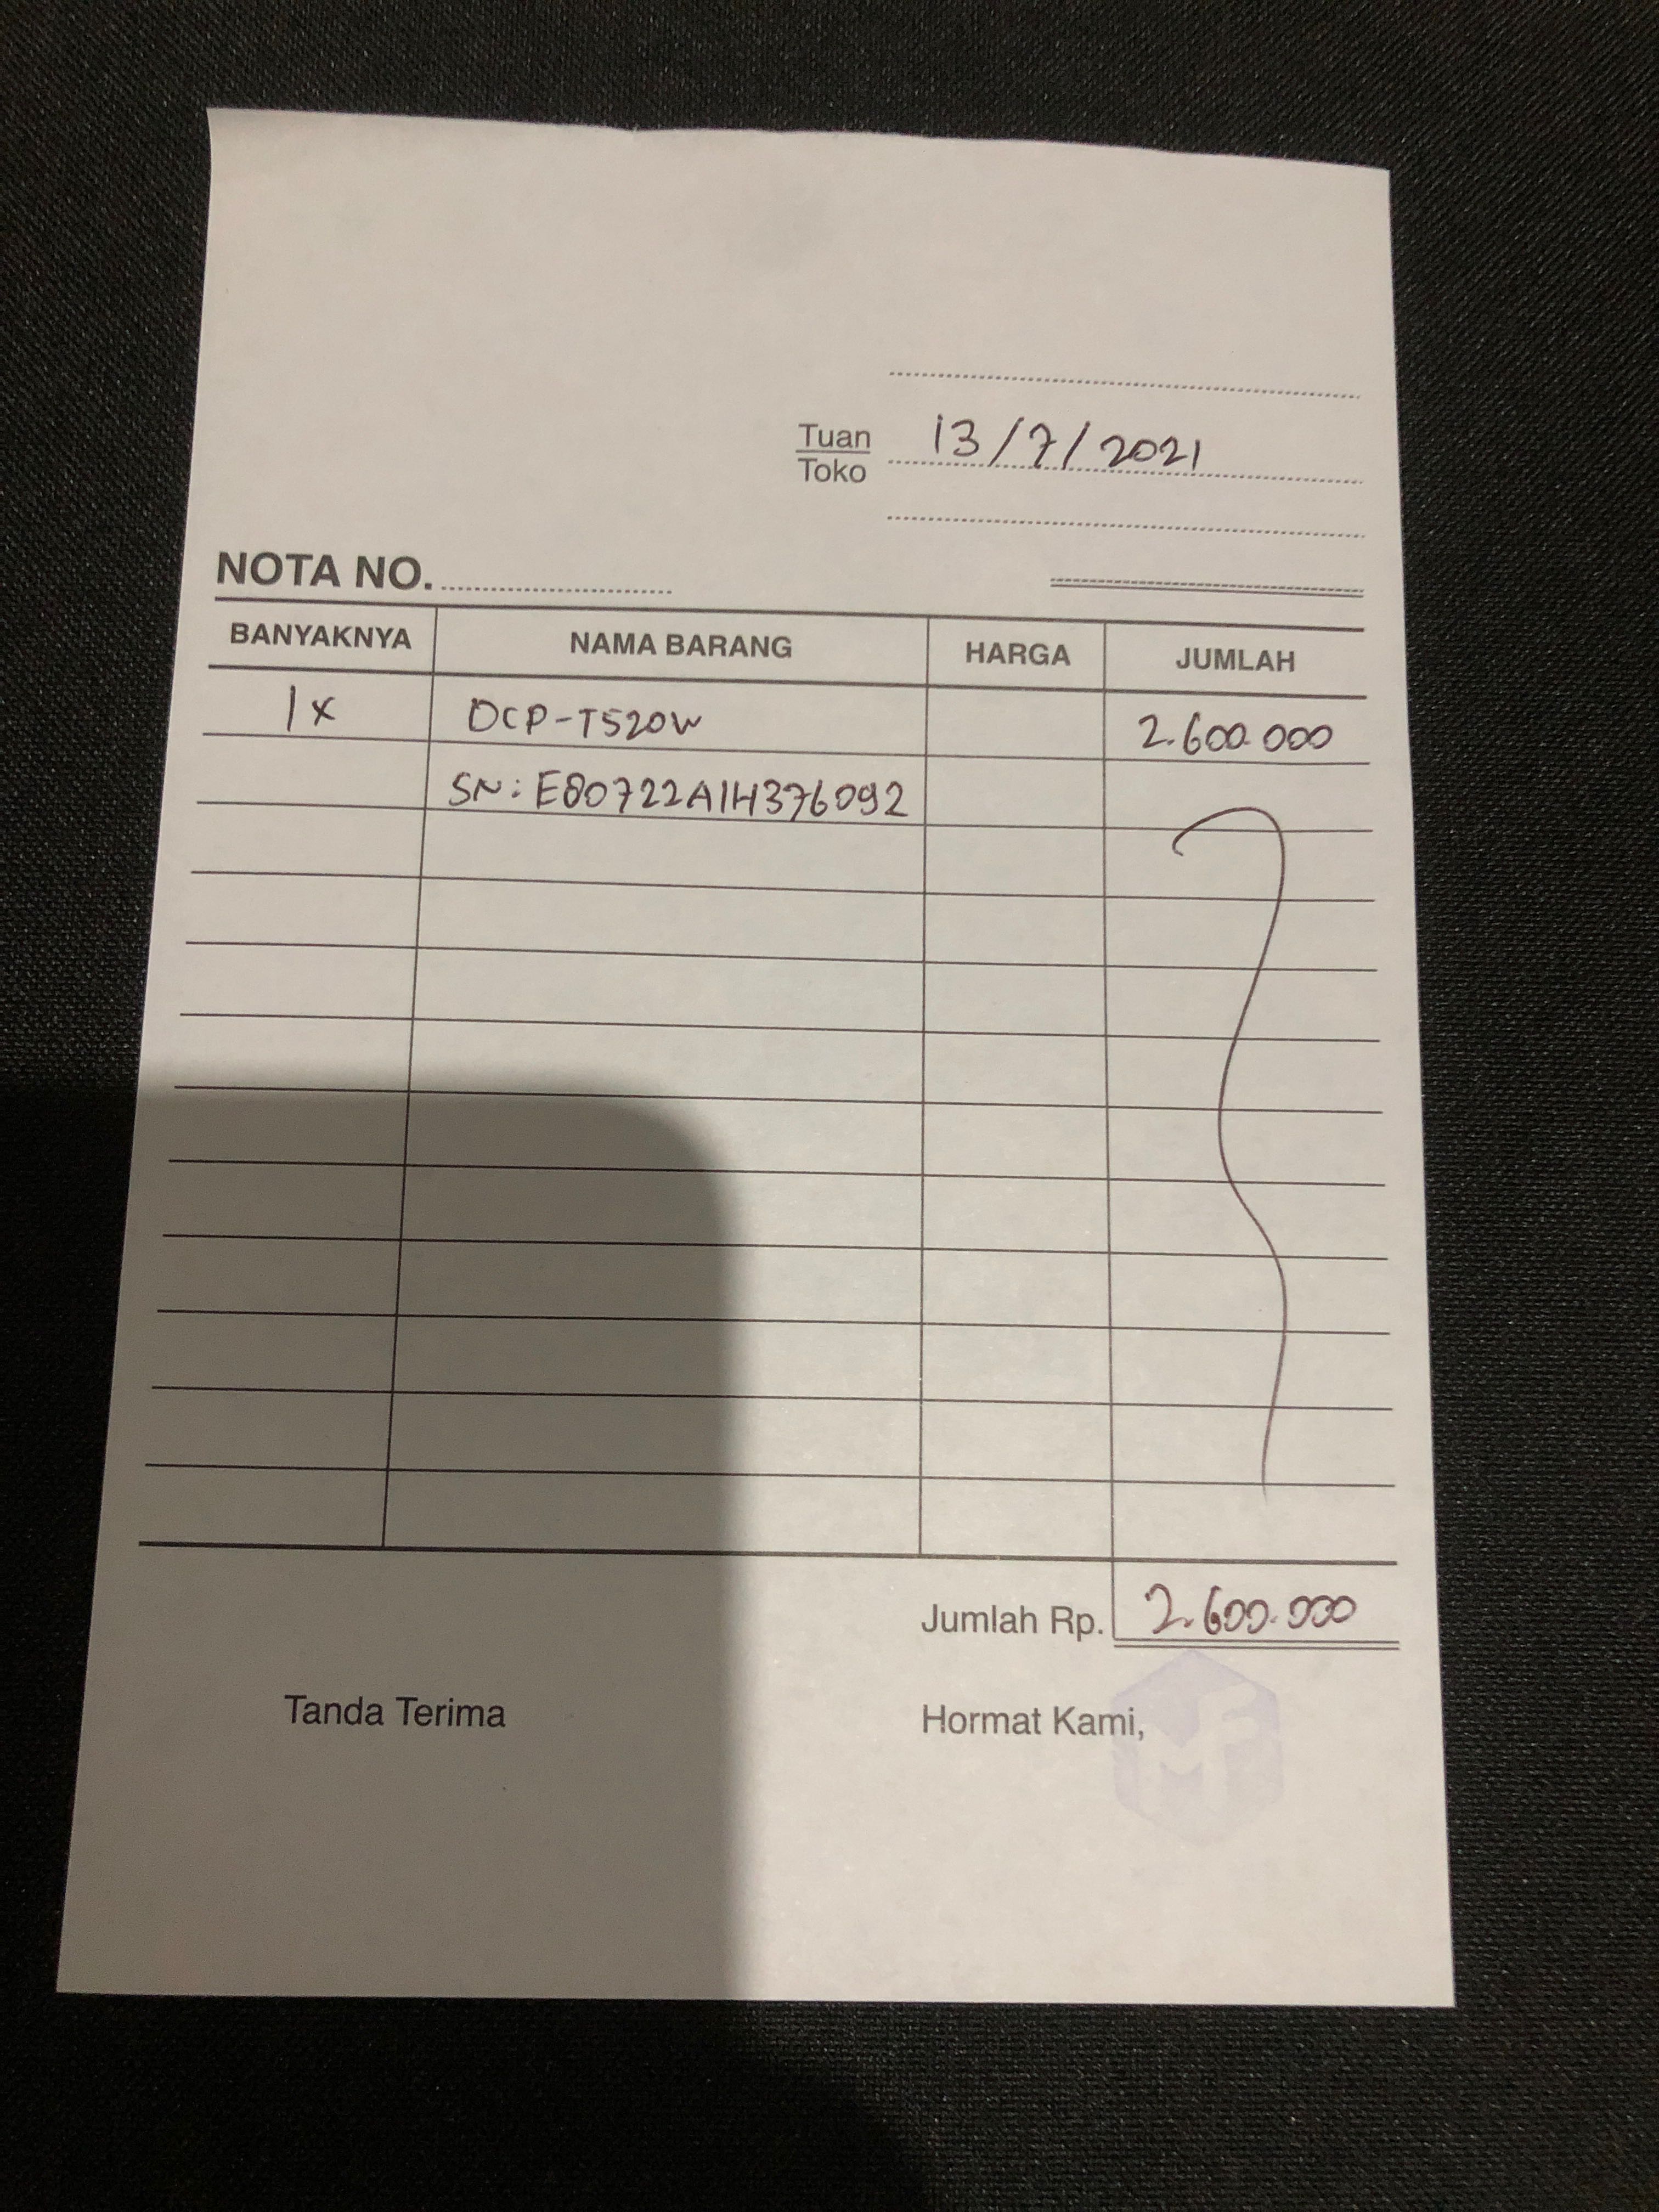 Tuan
Toko 13/7/2021
NOTA NO.
BANYAKNYA NAMA BARANG HARGA JUMLAH
1x DCP-T520W 2.600.000
SN: E80722A1H376092
Jumlah Rp. 2.600.000
Tanda Terima Hormat Kami,
MF